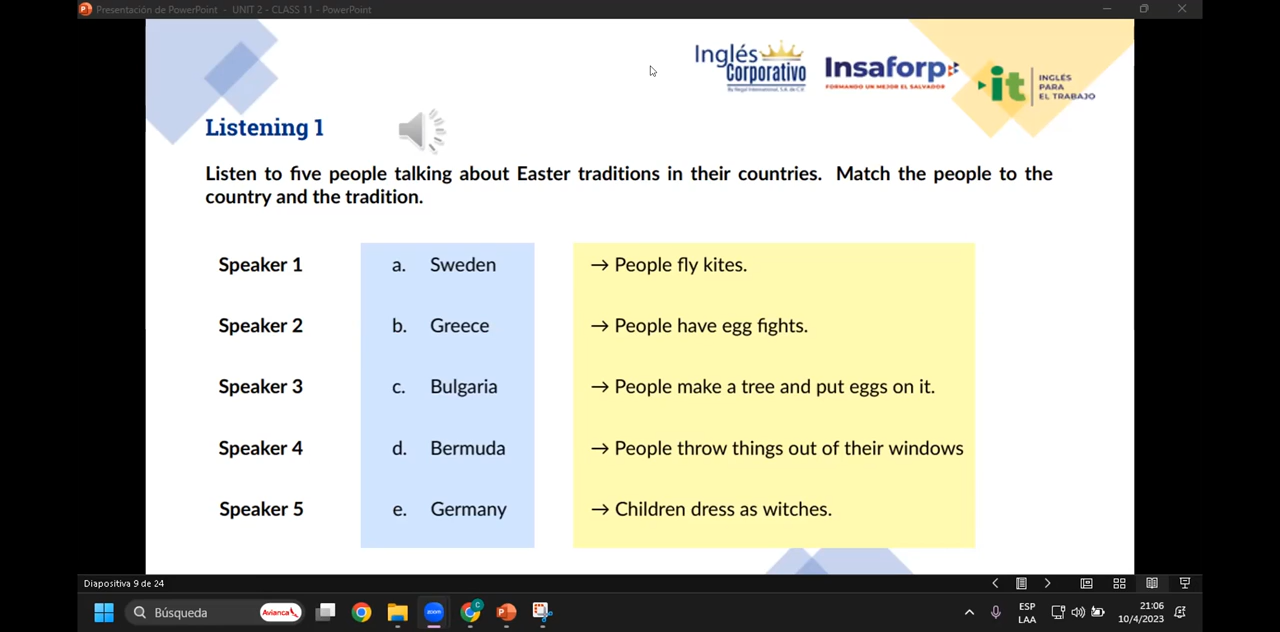 Presentación de PowerPoint - UNIT 2 - CLASS 11 - PowerPoint
Inglés
Corporativo
Insaforp
FORMANDO UN MEJOR EL SALVADOR
it
INGLÉS
PARA
EL TRABAJO
Listening 1
Listen to five people talking about Easter traditions in their countries. Match the people to the
country and the tradition.
Speaker 1 a. Sweden → People fly kites.
Speaker 2 b. Greece → People have egg fights.
Speaker 3 c. Bulgaria → People make a tree and put eggs on it.
Speaker 4 d. Bermuda → People throw things out of their windows
Speaker 5 e. Germany → Children dress as witches.
Diapositiva 9 de 24
Búsqueda
Avianca
zoom
ESP
LAA
21:06
10/4/2023